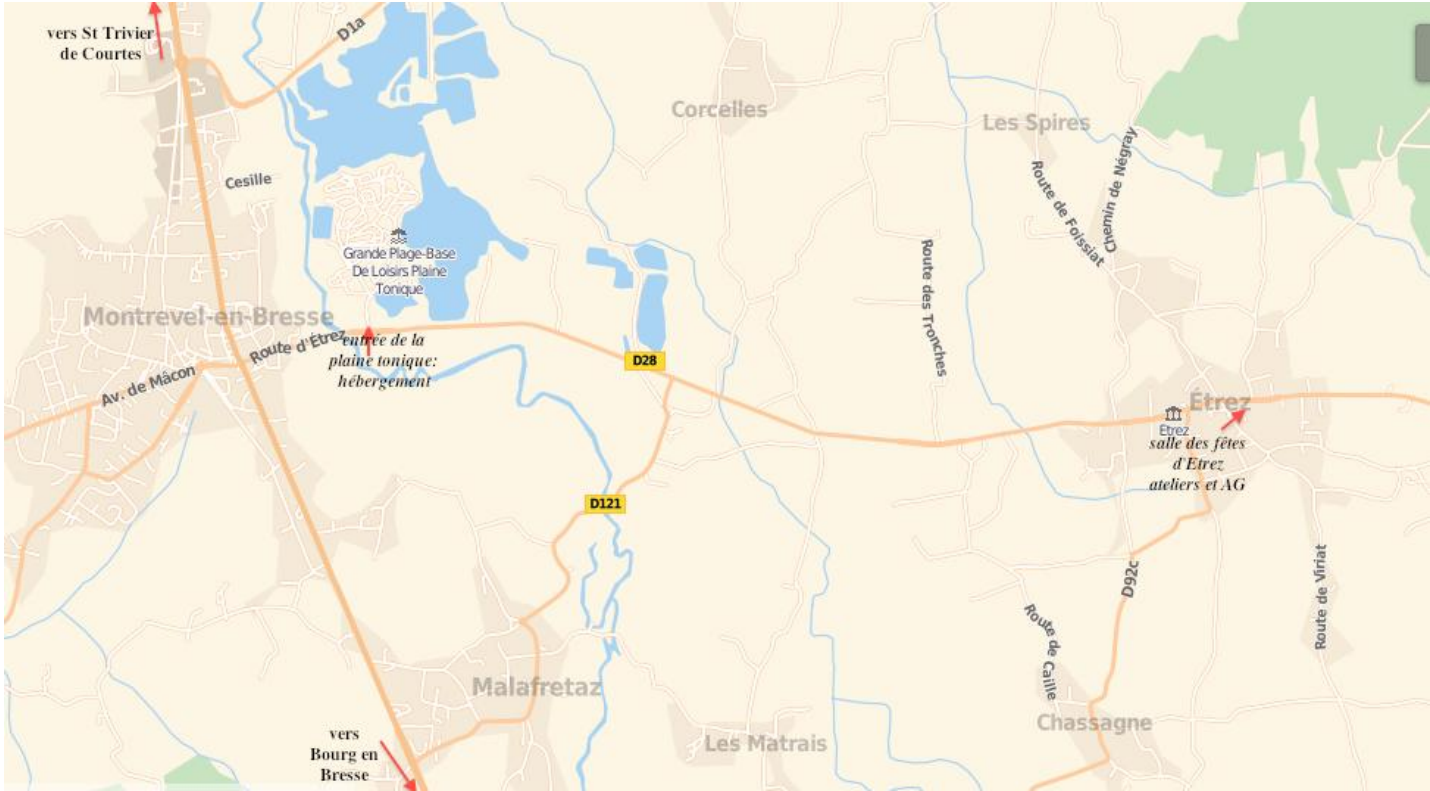 vers St Trivier
de Courtes
D1a
Corcelles
Les Spires
Cesille
Route de Foissiat
Chemin de Négray
Grande Plage-Base
De Loisirs Plaine
Tonique
Route des Tronches
Montrevel-en-Bresse
Route d'Étrez
entrée de la
plaine tonique:
hébergement
D28
Av. de Mâcon
Étrez
Etrez
salle des fêtes
d'Etrez
ateliers et AG
D121
D92c
Route de Viriat
Route de Caille
Malafretaz
Chassagne
Les Matrais
vers
Bourg en
Bresse